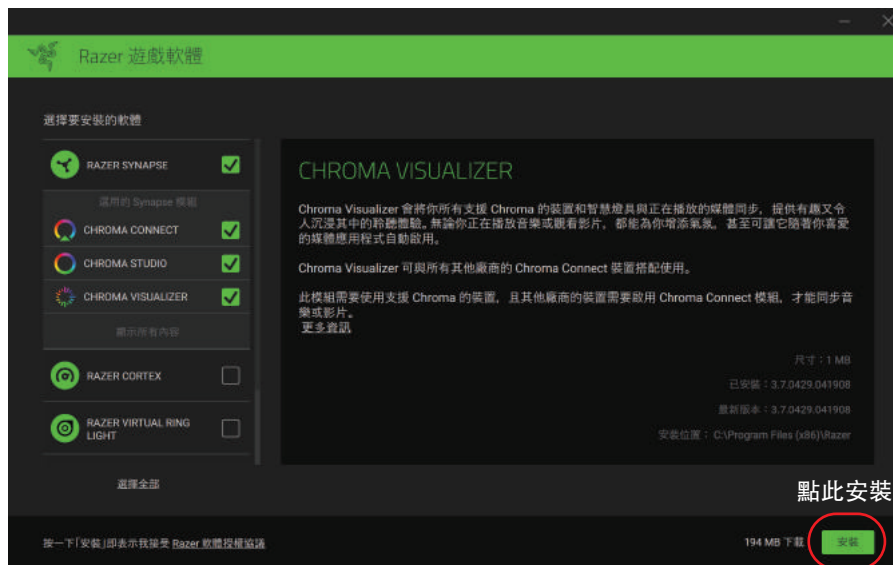 Razer 遊戲軟體
選擇要安裝的軟體
RAZER SYNAPSE
選用的 Synapse 模組
CHROMA CONNECT
CHROMA STUDIO
CHROMA VISUALIZER
顯示所有內容
RAZER CORTEX
RAZER VIRTUAL RING
LIGHT
選擇全部
CHROMA VISUALIZER
Chroma Visualizer 會將你所有支援 Chroma 的裝置和智慧燈具與正在播放的媒體同步，提供有趣又令
人沉浸其中的聆聽體驗。無論你正在播放音樂或觀看影片，都能為你增添氣氛，甚至可讓它隨著你喜愛
的媒體應用程式自動啟用。
Chroma Visualizer 可與所有其他廠商的 Chroma Connect 裝置搭配使用。
此模組需要使用支援 Chroma 的裝置，且其他廠商的裝置需要啟用 Chroma Connect 模組，才能同步音
樂或影片。
更多資訊
尺寸：1 MB
已安裝：3.7.0429.041908
最新版本：3.7.0429.041908
安裝位置： C:\Program Files (x86)\Razer
點此安裝
按一下「安裝」即表示我接受 Razer 軟體授權協議
194 MB 下載
安裝